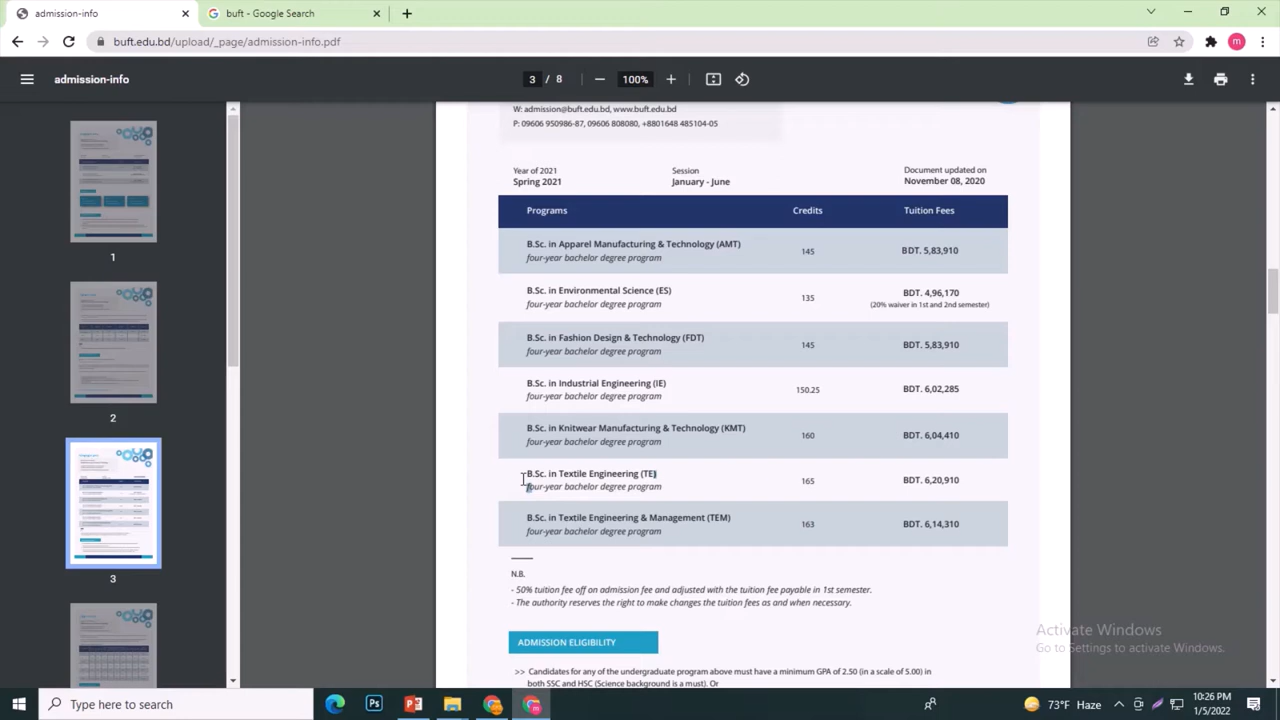 admission-info
buft - Google Search
buft.edu.bd/upload/_page/admission-info.pdf
m
admission-info
3 / 8
100%
W: admission@buft.edu.bd, www.buft.edu.bd
P: 09606 950986-87, 09606 808080, +8801648 485104-05
Year of 2021 Session Document updated on
Spring 2021 January - June November 08, 2020
Programs Credits Tuition Fees
B.Sc. in Apparel Manufacturing & Technology (AMT)
four-year bachelor degree program
145
BDT. 5,83,910
B.Sc. in Environmental Science (ES)
four-year bachelor degree program
135
BDT. 4,96,170
(20% waiver in 1st and 2nd semester)
B.Sc. in Fashion Design & Technology (FDT)
four-year bachelor degree program
145
BDT. 5,83,910
B.Sc. in Industrial Engineering (IE)
four-year bachelor degree program
150.25
BDT. 6,02,285
B.Sc. in Knitwear Manufacturing & Technology (KMT)
four-year bachelor degree program
160
BDT. 6,04,410
B.Sc. in Textile Engineering (TE)
four-year bachelor degree program
165
BDT. 6,20,910
B.Sc. in Textile Engineering & Management (TEM)
four-year bachelor degree program
163
BDT. 6,14,310
N.B.
- 50% tuition fee off on admission fee and adjusted with the tuition fee payable in 1st semester.
- The authority reserves the right to make changes the tuition fees as and when necessary.
ADMISSION ELIGIBILITY
>> Candidates for any of the undergraduate program above must have a minimum GPA of 2.50 (in a scale of 5.00) in
both SSC and HSC (Science background is a must). Or
1
2
3
Activate Windows
Go to Settings to activate Windows.
Type here to search
Ps
73°F Haze
10:26 PM
1/5/2022